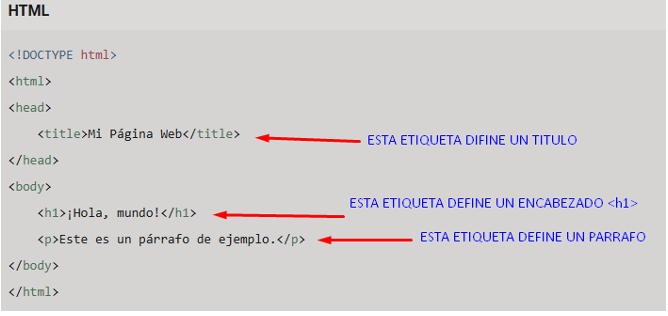 HTML
<!DOCTYPE html>
<html>
<head>
<title>Mi Página Web</title>
ESTA ETIQUETA DIFINE UN TITULO
</head>
<body>
<h1>¡Hola, mundo!</h1>
ESTA ETIQUETA DEFINE UN ENCABEZADO <h1>
<p>Este es un párrafo de ejemplo.</p>
ESTA ETIQUETA DEFINE UN PARRAFO
</body>
</html>